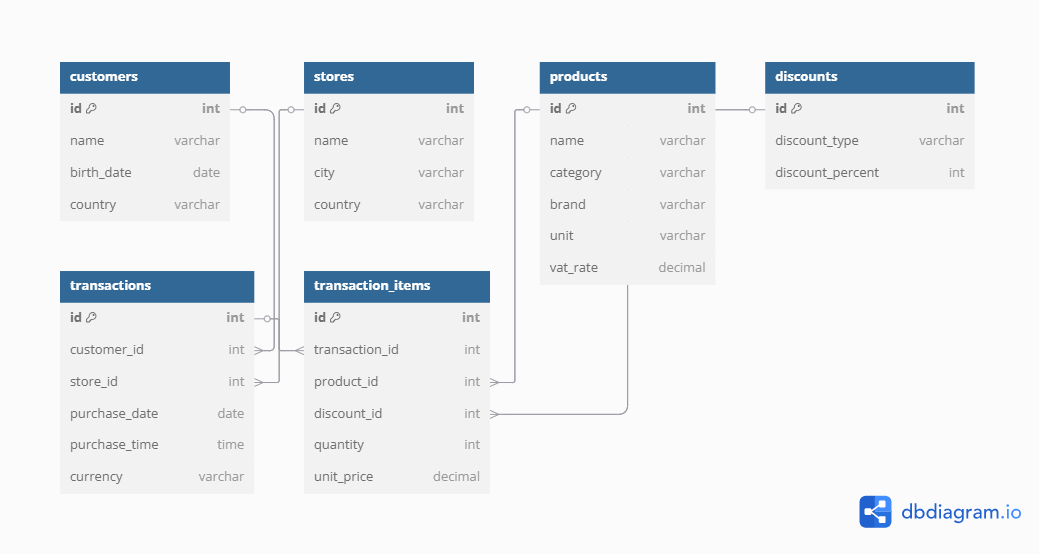 customers
id int
name varchar
birth_date date
country varchar
stores
id int
name varchar
city varchar
country varchar
products
id int
name varchar
category varchar
brand varchar
unit varchar
vat_rate decimal
discounts
id int
discount_type varchar
discount_percent int
transactions
id int
customer_id int
store_id int
purchase_date date
purchase_time time
currency varchar
transaction_items
id int
transaction_id int
product_id int
discount_id int
quantity int
unit_price decimal
dbdiagram.io